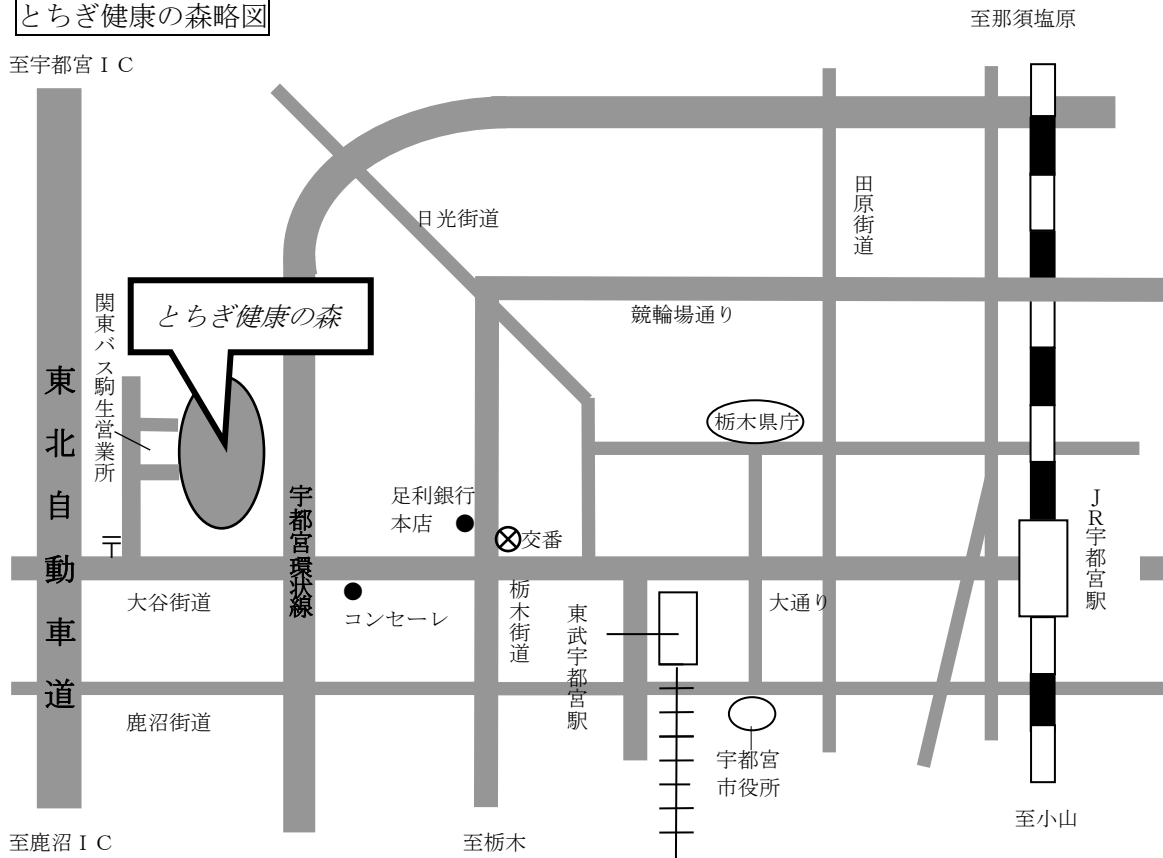 とちぎ健康の森略図
至那須塩原
至宇都宮ＩＣ
田原街道
日光街道
関東バス駒生営業所
とちぎ健康の森
競輪場通り
東北自動車道
栃木県庁
宇都宮環状線
足利銀行
本店
交番
ＪＲ宇都宮駅
〒
大谷街道
コンセーレ
栃木街道
東武宇都宮駅
大通り
鹿沼街道
宇都宮
市役所
至小山
至鹿沼ＩＣ
至栃木